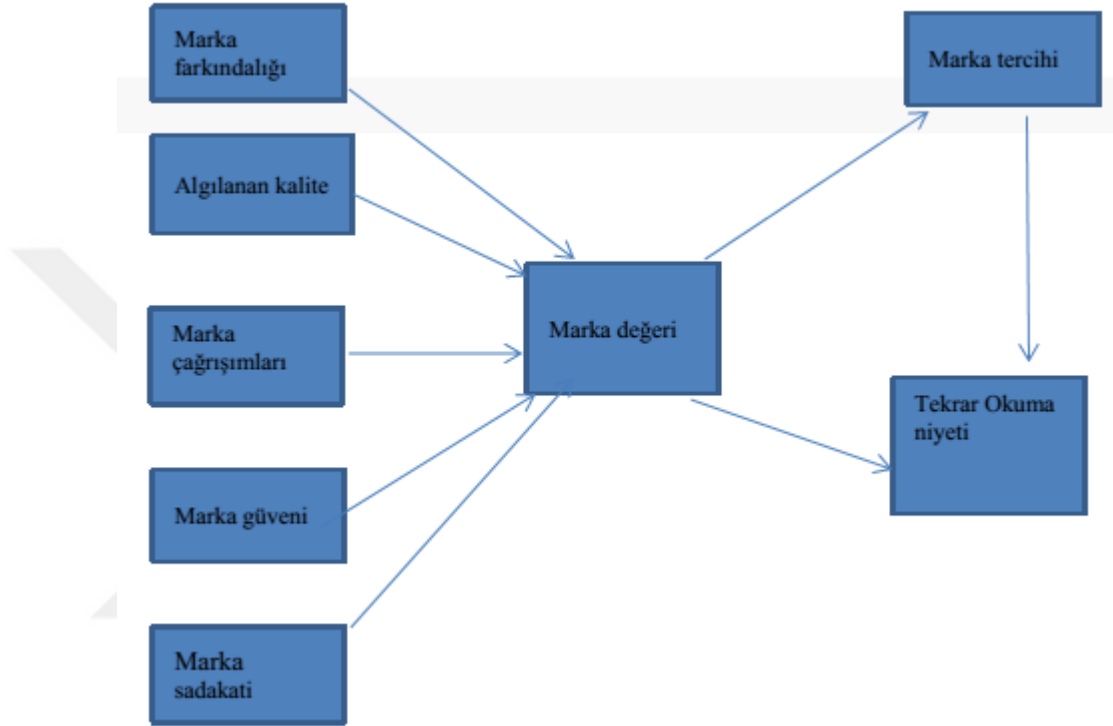 Marka
farkındalığı
Marka tercihi
Algılanan kalite
Marka değeri
Marka
çağrışımları
Tekrar Okuma
niyeti
Marka güveni
Marka
sadakati